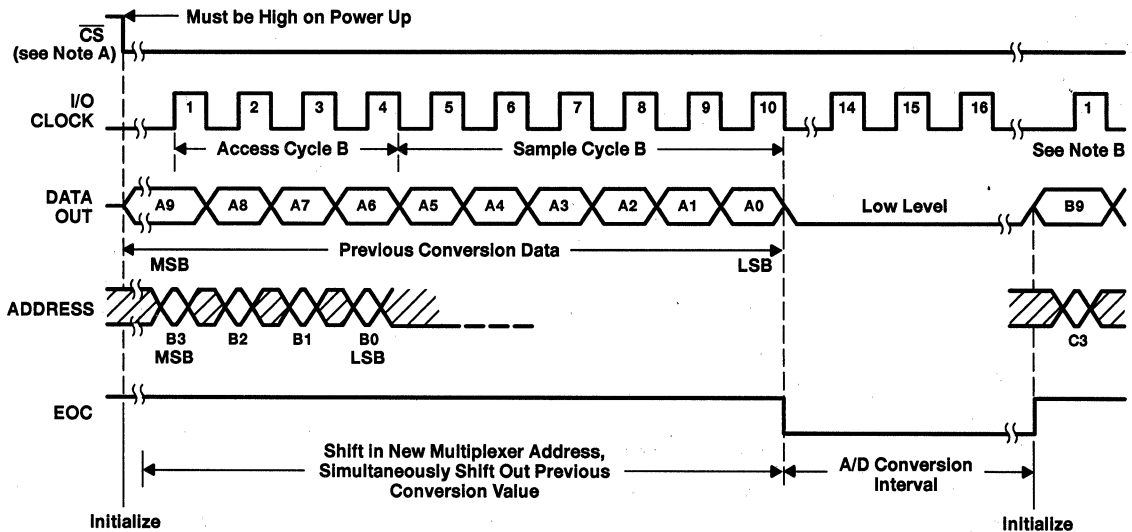 Must be High on Power Up
CS
(see Note A)
I/O
CLOCK
1 2 3 4 5 6 7 8 9 10 14 15 16 1
Access Cycle B
Sample Cycle B
See Note B
DATA
OUT
A9 A8 A7 A6 A5 A4 A3 A2 A1 A0 Low Level B9
Previous Conversion Data
MSB
LSB
ADDRESS
B3 B2 B1 B0 C3
MSB LSB
EOC
Shift in New Multiplexer Address,
Simultaneously Shift Out Previous
Conversion Value
A/D Conversion
Interval
Initialize
Initialize